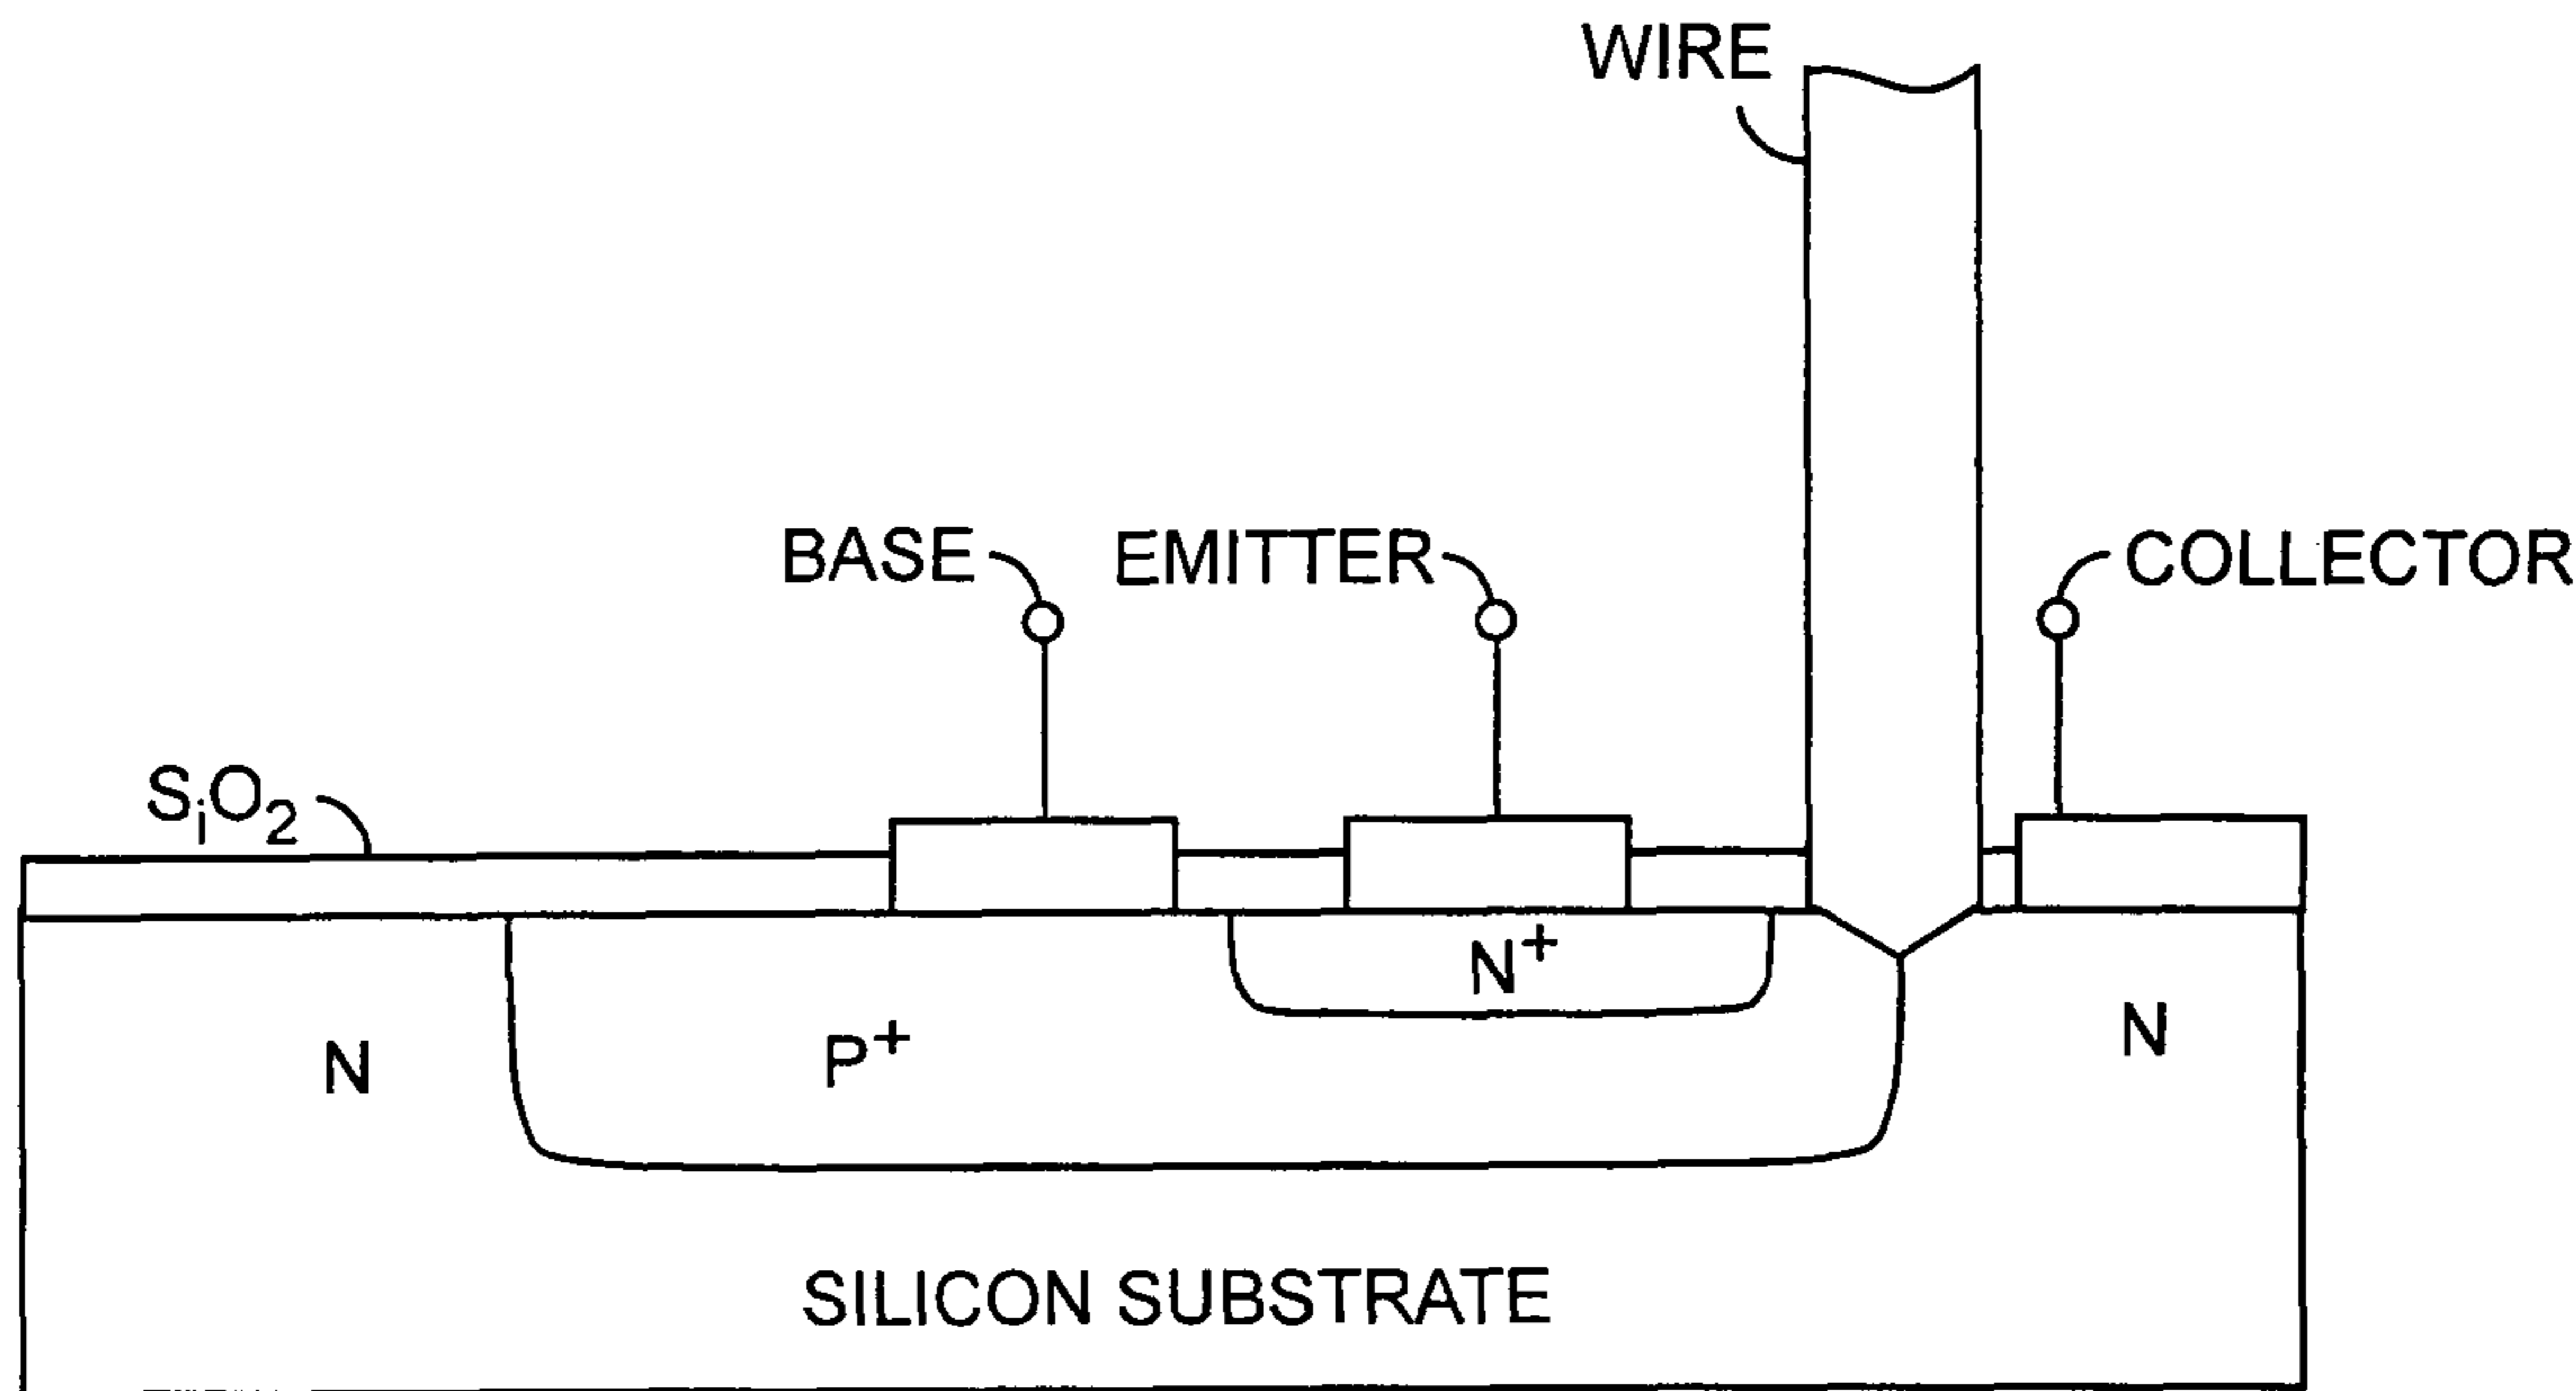 WIRE
BASE
EMITTER
COLLECTOR
SiO2
N+
N
P+
N
SILICON SUBSTRATE